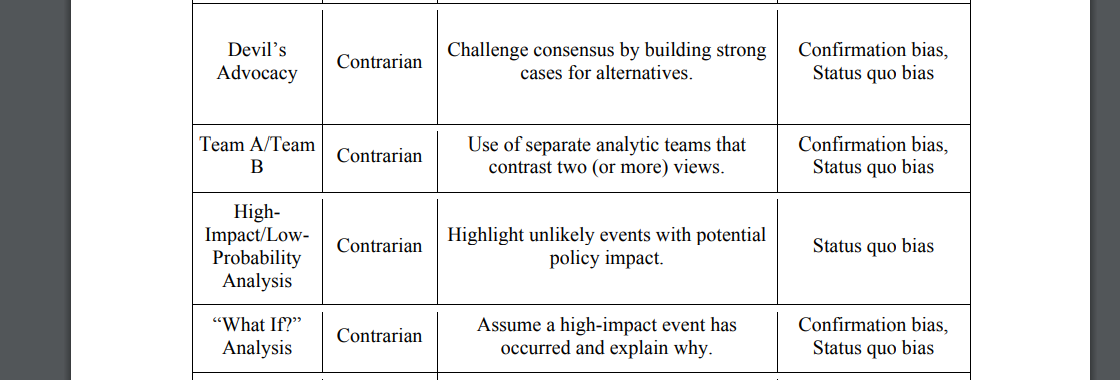 Devil’s
Advocacy
Contrarian
Challenge consensus by building strong
cases for alternatives.
Confirmation bias,
Status quo bias
Team A/Team
B
Contrarian
Use of separate analytic teams that
contrast two (or more) views.
Confirmation bias,
Status quo bias
High-
Impact/Low-
Probability
Analysis
Contrarian
Highlight unlikely events with potential
policy impact.
Status quo bias
“What If?”
Analysis
Contrarian
Assume a high-impact event has
occurred and explain why.
Confirmation bias,
Status quo bias